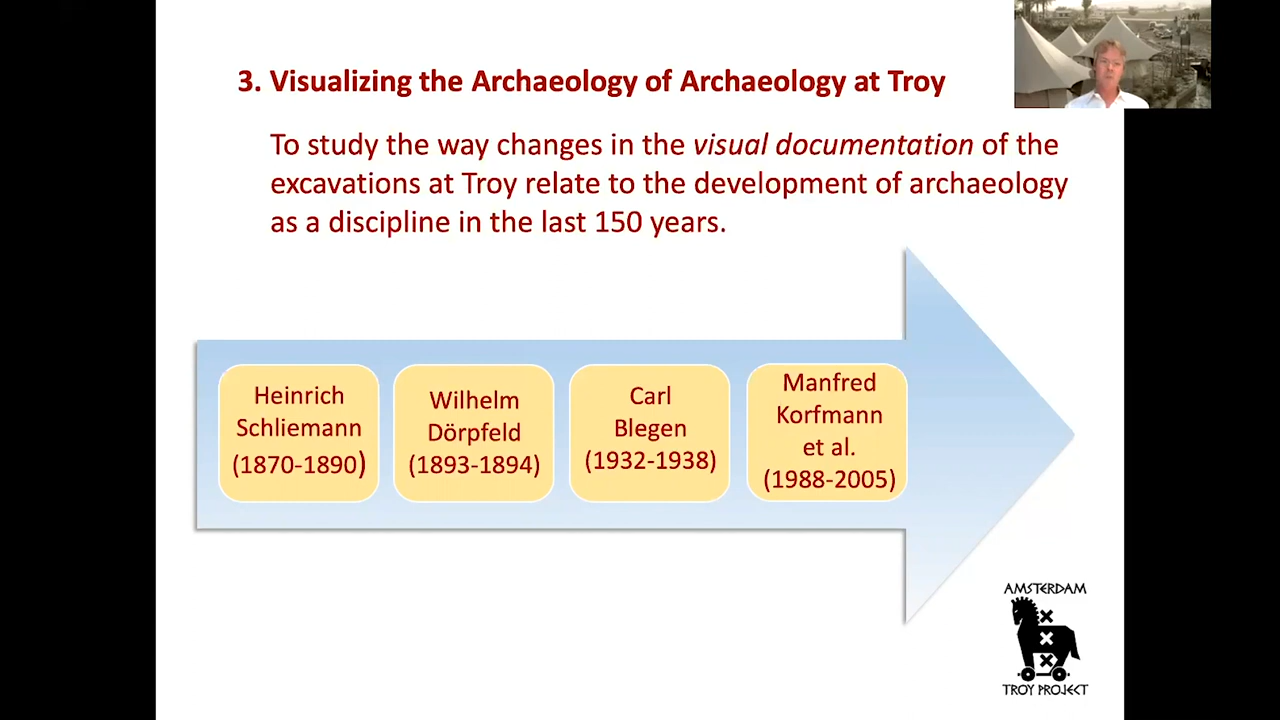 3. Visualizing the Archaeology of Archaeology at Troy
To study the way changes in the visual documentation of the
excavations at Troy relate to the development of archaeology
as a discipline in the last 150 years.
Heinrich
Schliemann
(1870-1890)
Wilhelm
Dörpfeld
(1893-1894)
Carl
Blegen
(1932-1938)
Manfred
Korfmann
et al.
(1988-2005)
AMSTERDAM
TROY PROJECT